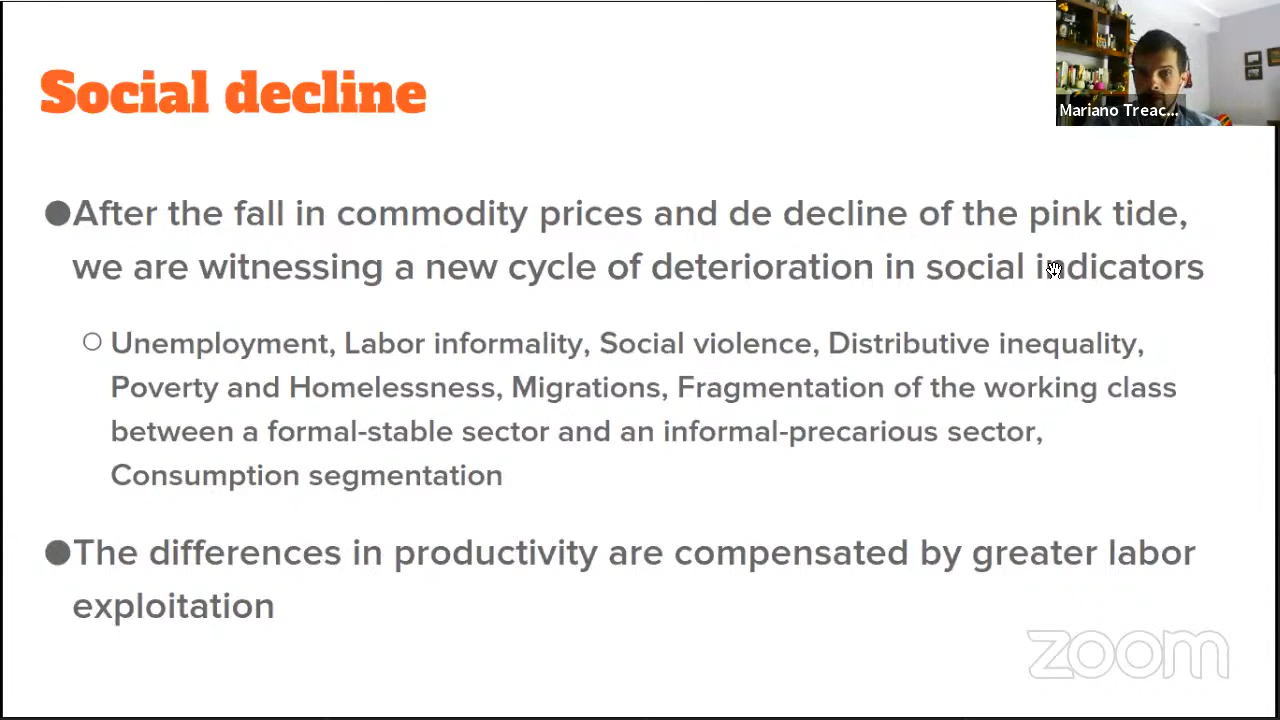 Social decline
Mariano Treac...
●After the fall in commodity prices and de decline of the pink tide,
we are witnessing a new cycle of deterioration in social indicators
○ Unemployment, Labor informality, Social violence, Distributive inequality,
Poverty and Homelessness, Migrations, Fragmentation of the working class
between a formal-stable sector and an informal-precarious sector,
Consumption segmentation
●The differences in productivity are compensated by greater labor
exploitation
zoom